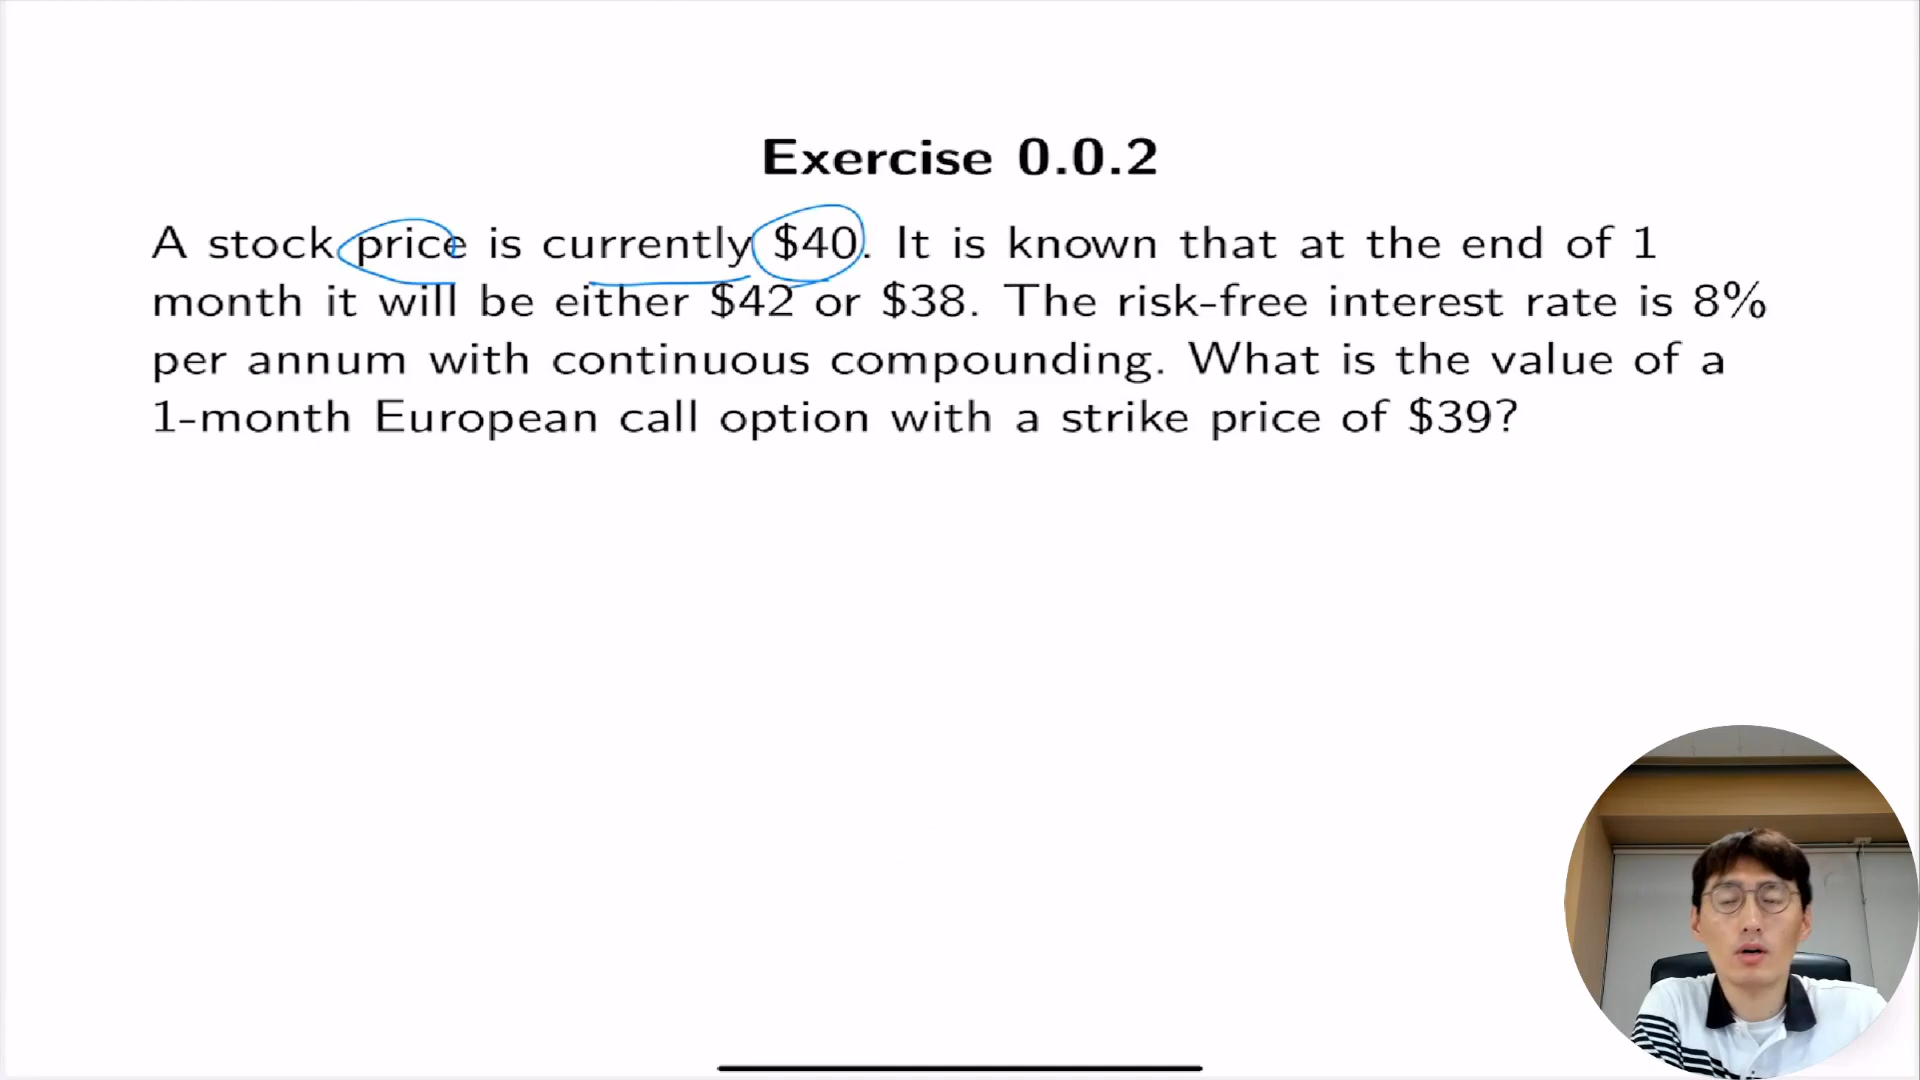 Exercise 0.0.2
A stock price is currently $40. It is known that at the end of 1
month it will be either $42 or $38. The risk-free interest rate is 8%
per annum with continuous compounding. What is the value of a
1-month European call option with a strike price of $39?